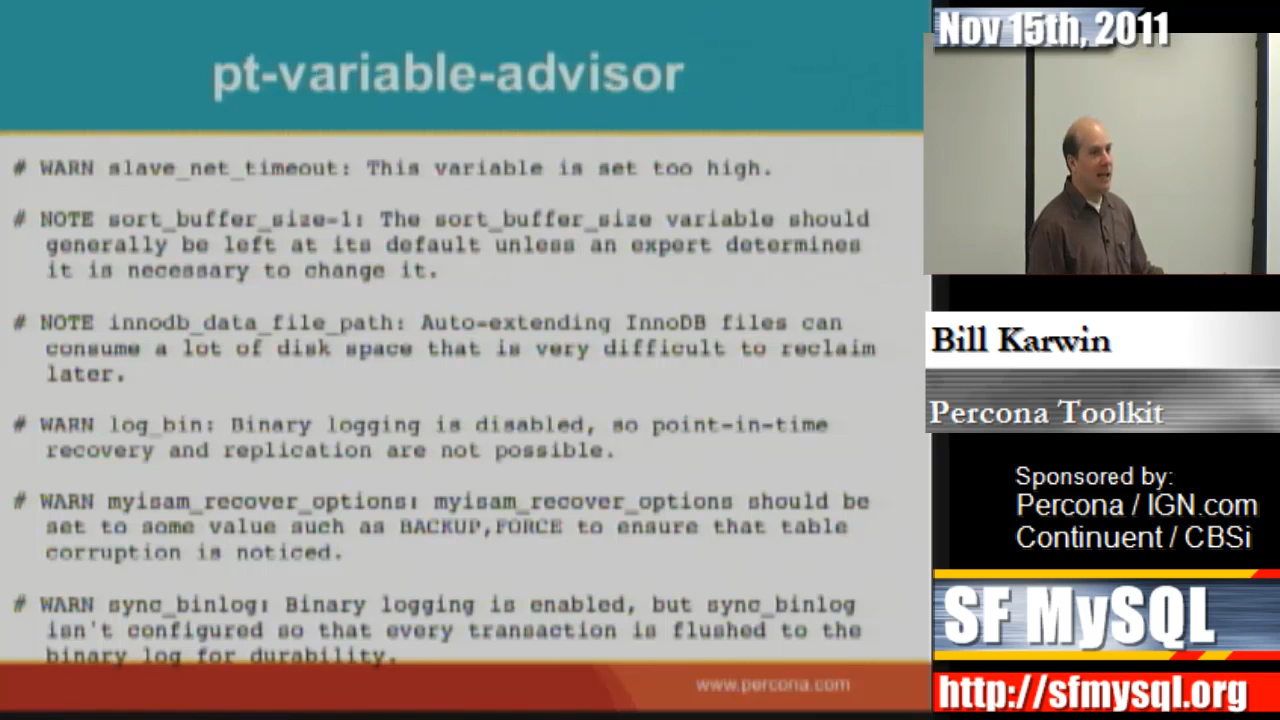 pt-variable-advisor
# WARN slave_net_timeout: This variable is set too high.
# NOTE sort_buffer_size-1: The sort_buffer_size variable should
generally be left at its default unless an expert determines
it is necessary to change it.
# NOTE innodb_data_file_path: Auto-extending InnoDB files can
consume a lot of disk space that is very difficult to reclaim
later.
# WARN log_bin: Binary logging is disabled, so point-in-time
recovery and replication are not possible.
# WARN myisam_recover_options: myisam_recover_options should be
set to some value such as BACKUP,FORCE to ensure that table
corruption is noticed.
# WARN sync_binlog: Binary logging is enabled, but sync_binlog
isn't configured so that every transaction is flushed to the
binary log for durability.
www.percona.com
Nov 15th, 2011
Bill Karwin
Percona Toolkit
Sponsored by:
Percona / IGN.com
Continuent / CBSi
SF MySQL
http://sfmysql.org